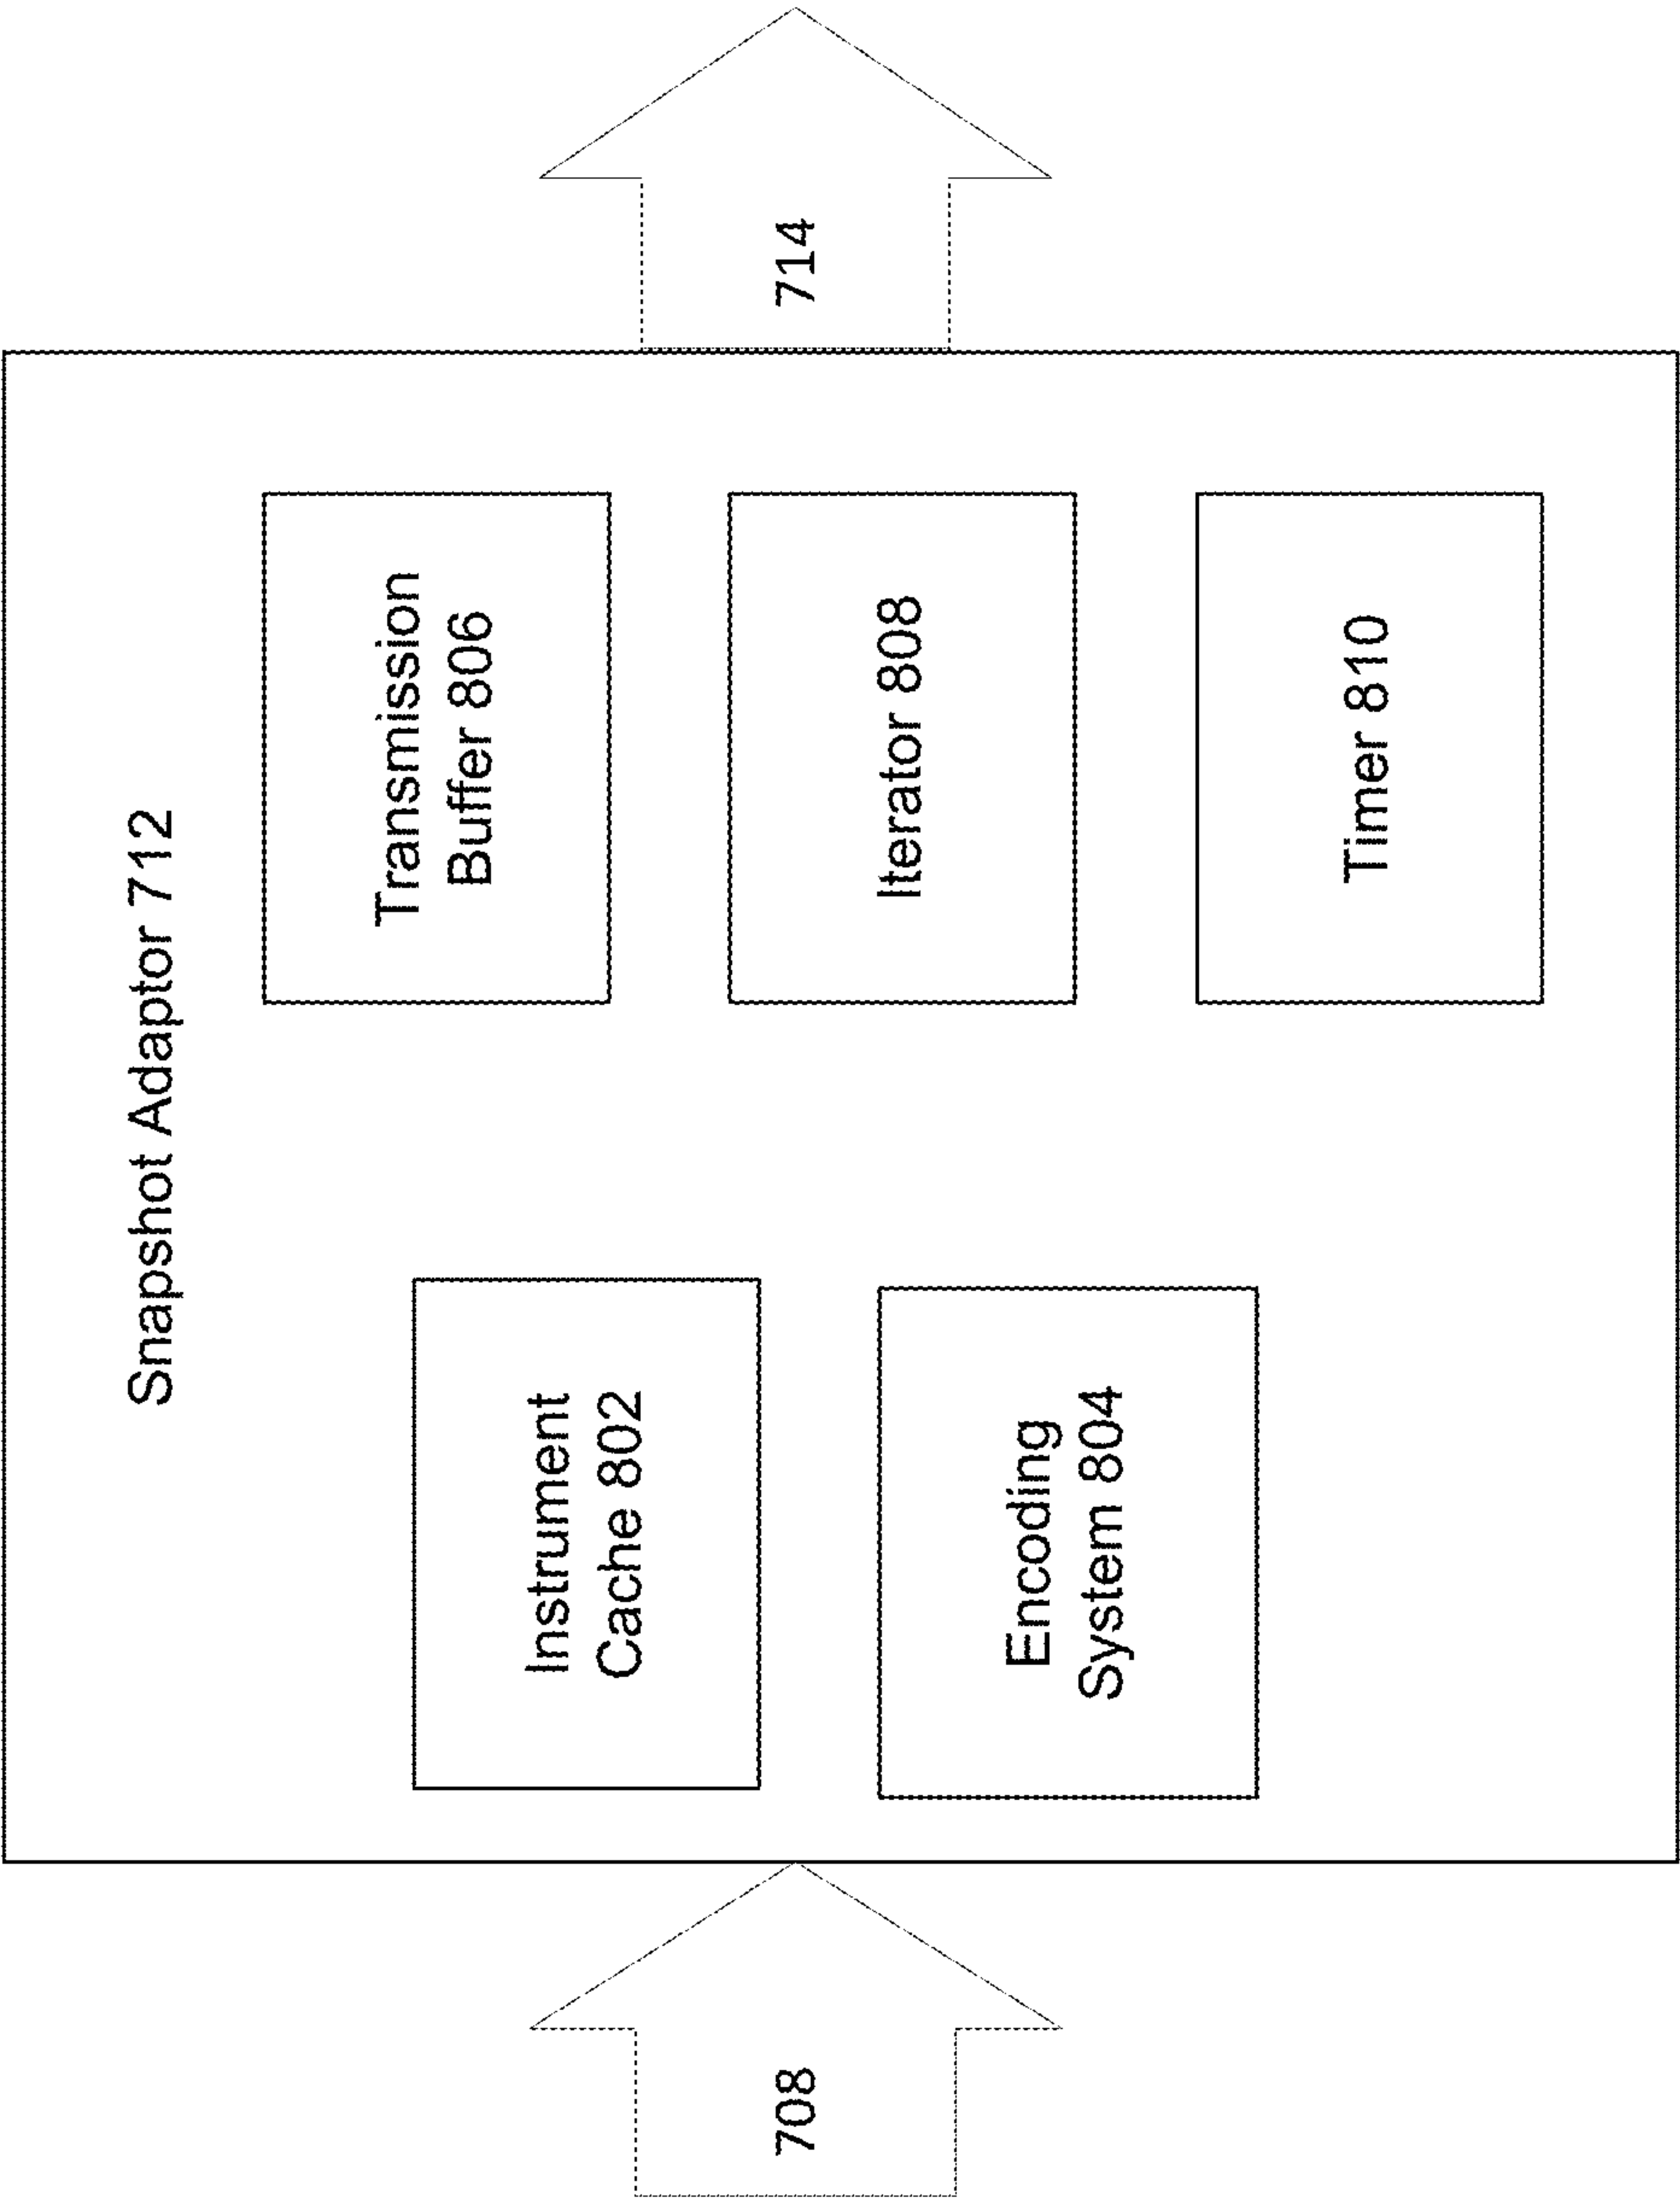 Snapshot Adaptor 712
708
Instrument
Cache 802
Encoding
System 804
Transmission
Buffer 806
Iterator 808
Timer 810
714